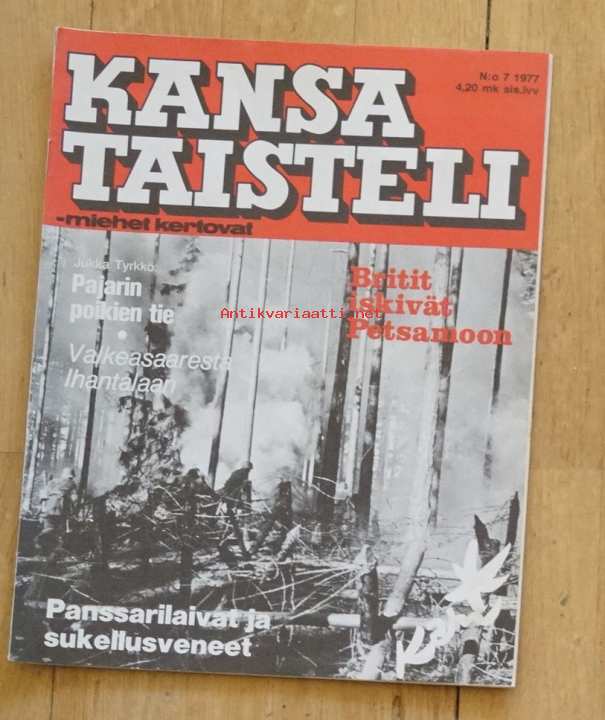 N:o 7 1977
4,20 mk sis.lvv
KANSA
TAISTELI
-miehet kertovat
Jukka Tyrkkö:
Pajarin
poikien tie
Valkeasaaresta
Ihantalaan
Britit
iskivät
Petsamoon
Antikvariaatti.net
Panssarilaivat ja
sukellusveneet